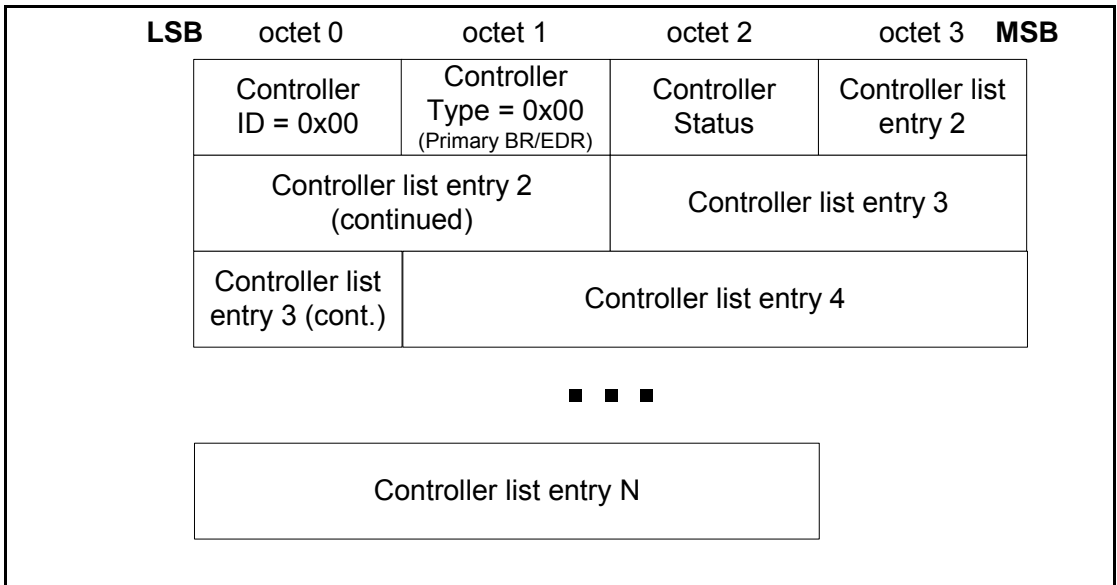 LSB octet 0 octet 1 octet 2 octet 3 MSB
Controller
ID = 0x00
Controller
Type = 0x00
(Primary BR/EDR)
Controller
Status
Controller list
entry 2
Controller list entry 2
(continued)
Controller list entry 3
Controller list
entry 3 (cont.)
Controller list entry 4
Controller list entry N